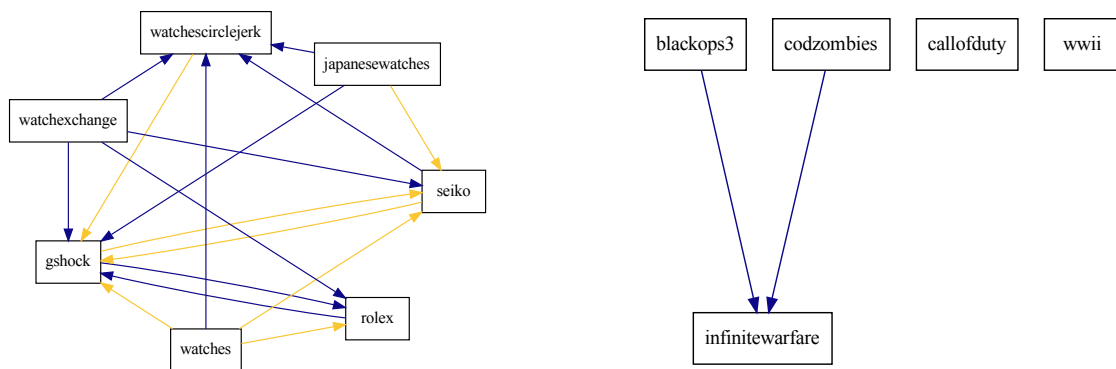 watchescirclejerk
japanesewatches
watchexchange
seiko
gshock
rolex
watches
blackops3
codzombies
callofduty
wwii
infinitewarfare